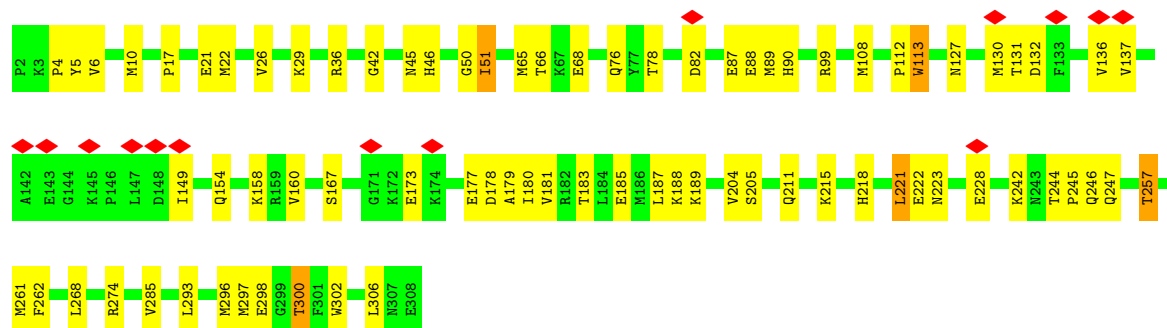 P2 K3 P4 Y5 V6 M10 P17 E21 M22 V26 K29 R36 G42 N45 H46 G50 I51 M65 T66 K67 E68 Q76 Y77 T78 D82 E87 E88 M89 H90 R99 M108 P112 W113 N127 M130 T131 D132 F133 V136 V137
A142 E143 G144 K145 P146 L147 D148 I149 Q154 K158 R159 V160 S167 G171 K172 E173 K174 E177 D178 A179 I180 V181 R182 T183 L184 E185 M186 L187 K188 K189 V204 S205 Q211 K215 H218 L221 E222 N223 E228 K242 N243 T244 P245 Q246 Q247 T257
M261 F262 L268 R274 V285 L293 M296 M297 E298 G299 T300 F301 W302 L306 N307 E308